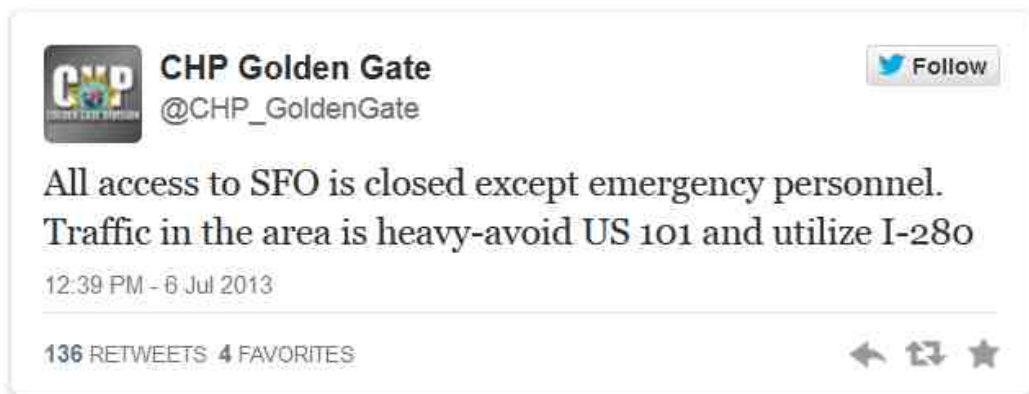 CHP
CHP Golden Gate
Follow
@CHP_GoldenGate
All access to SFO is closed except emergency personnel.
Traffic in the area is heavy-avoid US 101 and utilize I-280
12:39 PM - 6 Jul 2013
136 RETWEETS 4 FAVORITES